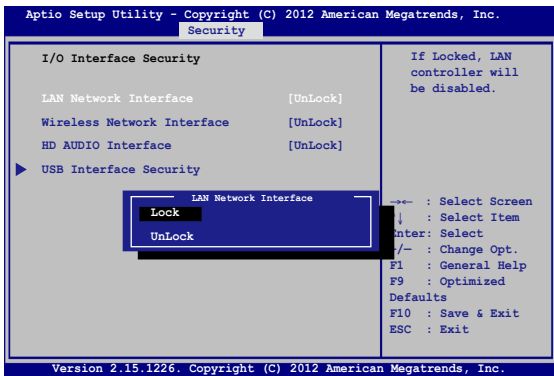 Aptio Setup Utility - Copyright (C) 2012 American Megatrends, Inc.
Security
I/O Interface Security
LAN Network Interface [UnLock]
Wireless Network Interface [UnLock]
HD AUDIO Interface [UnLock]
USB Interface Security
If Locked, LAN
controller will
be disabled.
LAN Network Interface
Lock
UnLock
→← : Select Screen
↓ : Select Item
nter: Select
/— : Change Opt.
F1 : General Help
F9 : Optimized
Defaults
F10 : Save & Exit
ESC : Exit
Version 2.15.1226. Copyright (C) 2012 America Megatrends, Inc.